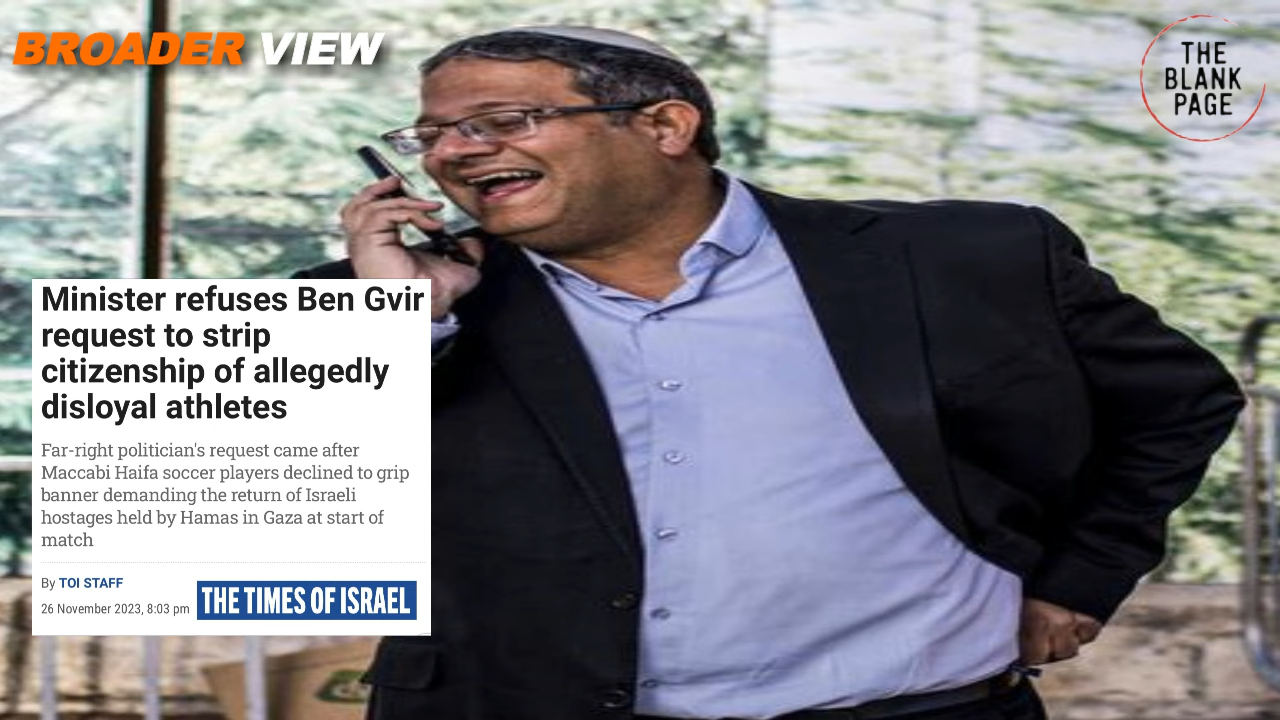 BROADER VIEW
THE
BLANK
PAGE
Minister refuses Ben Gvir
request to strip
citizenship of allegedly
disloyal athletes
Far-right politician's request came after
Maccabi Haifa soccer players declined to grip
banner demanding the return of Israeli
hostages held by Hamas in Gaza at start of
match
By TOI STAFF
26 November 2023, 8:03 pm
THE TIMES OF ISRAEL